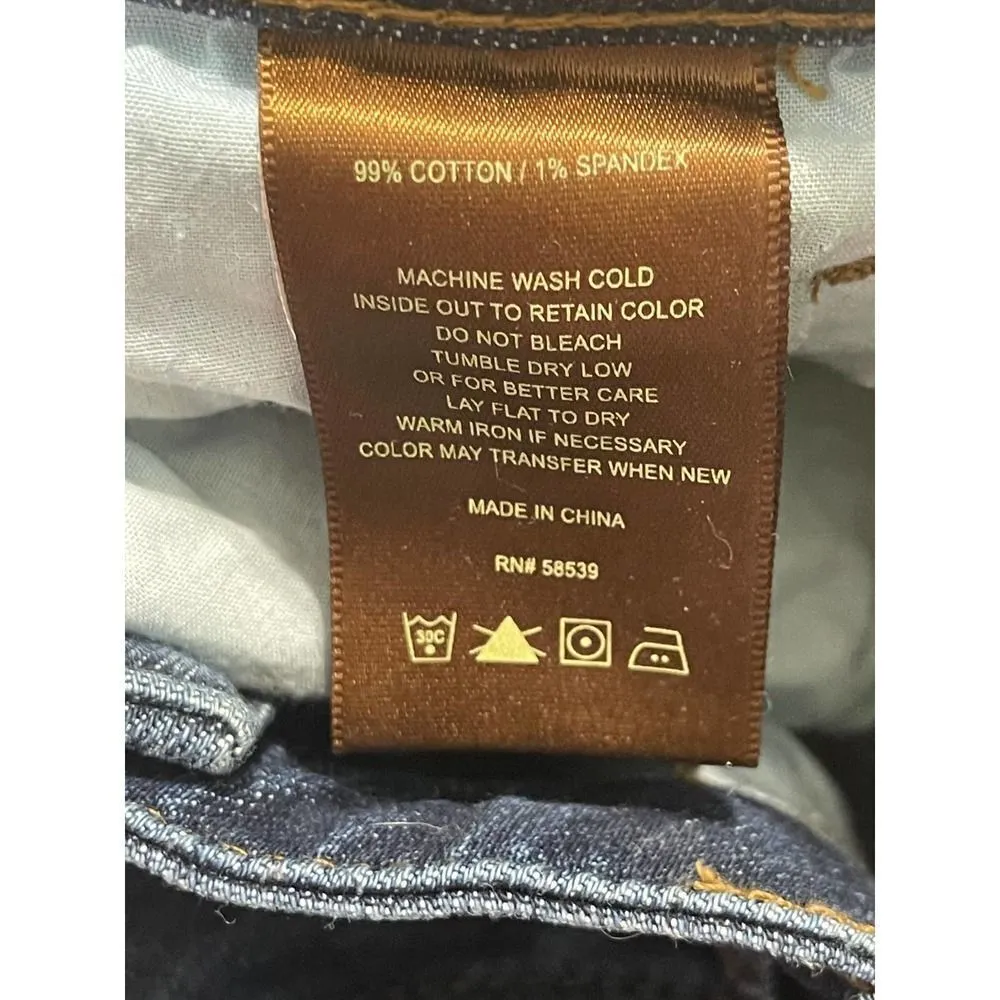 99% COTTON / 1% SPANDEX
MACHINE WASH COLD
INSIDE OUT TO RETAIN COLOR
DO NOT BLEACH
TUMBLE DRY LOW
OR FOR BETTER CARE
LAY FLAT TO DRY
WARM IRON IF NECESSARY
COLOR MAY TRANSFER WHEN NEW
MADE IN CHINA
RN# 58539
30C